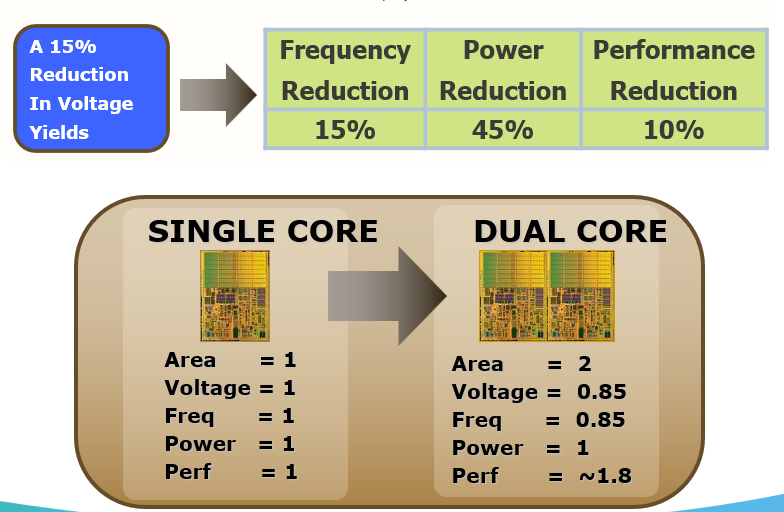 A 15%
Reduction
In Voltage
Yields
Frequency Reduction Power Reduction Performance Reduction
15% 45% 10%
SINGLE CORE
Area = 1
Voltage = 1
Freq = 1
Power = 1
Perf = 1
DUAL CORE
Area = 2
Voltage = 0.85
Freq = 0.85
Power = 1
Perf = ~1.8